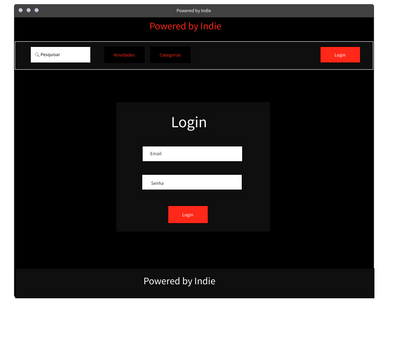 Powered by Indie
Powered by Indie
Pesquisar
Novidades
Categorias
Login
Login
Email
Senha
Login
Powered by Indie